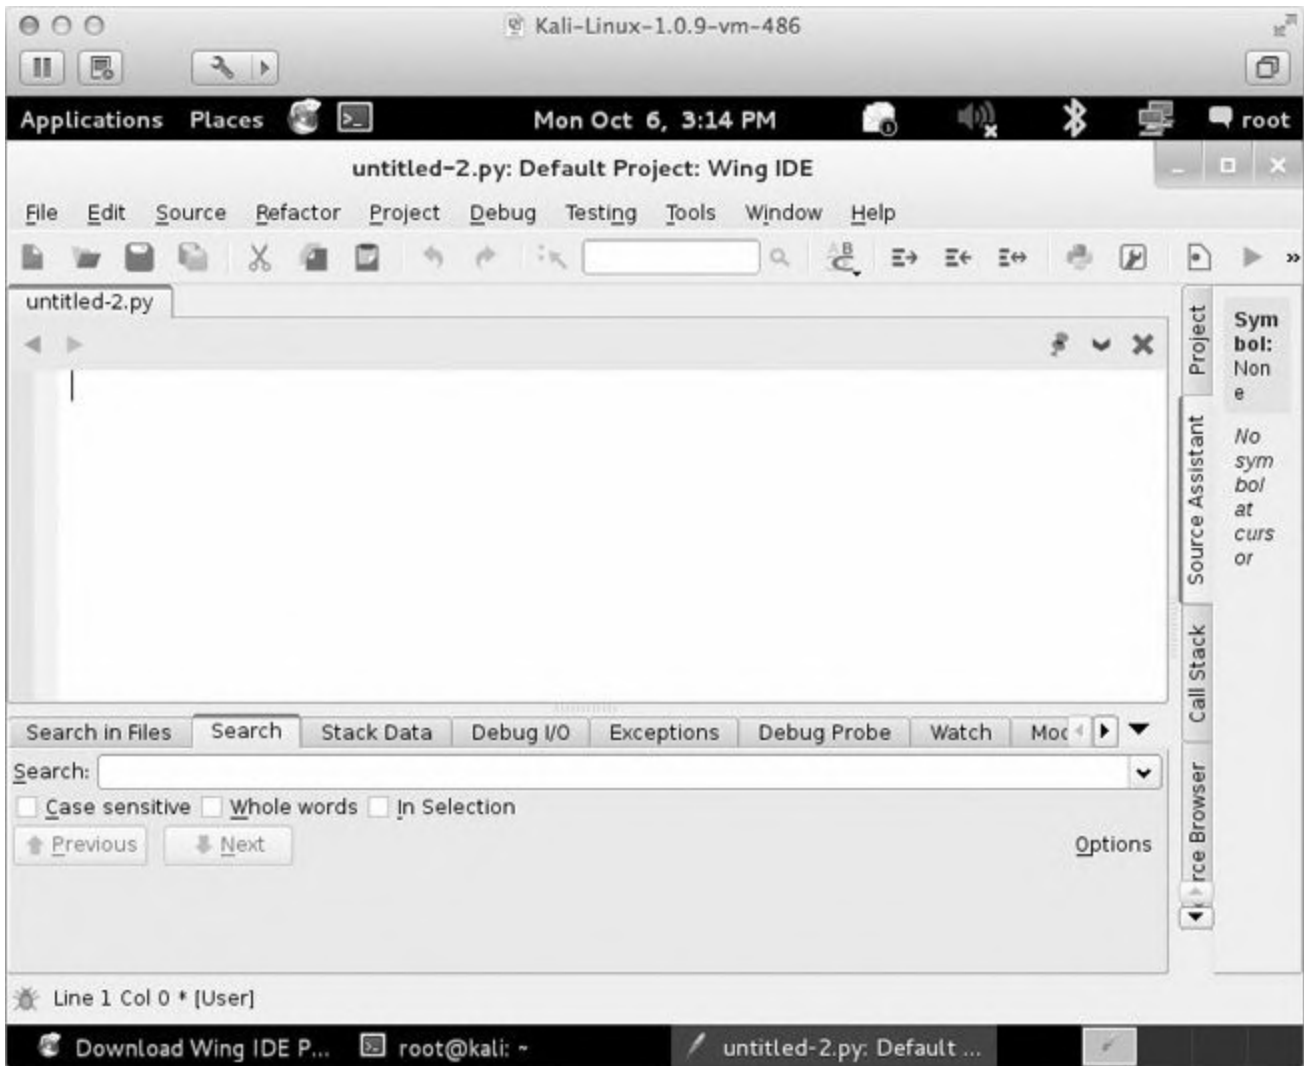 Kali-Linux-1.0.9-vm-486
Applications Places Mon Oct 6, 3:14 PM root
untitled-2.py: Default Project: Wing IDE
File Edit Source Refactor Project Debug Testing Tools Window Help
untitled-2.py
Project
Source Assistant
Call Stack
rce Browser
Sym
bol:
Non
e
No
sym
bol
at
curs
or
Search in Files Search Stack Data Debug I/O Exceptions Debug Probe Watch Moc
Search:
Case sensitive Whole words In Selection
Previous Next Options
Line 1 Col 0 * [User]
Download Wing IDE P... root@kali: ~ untitled-2.py: Default ...